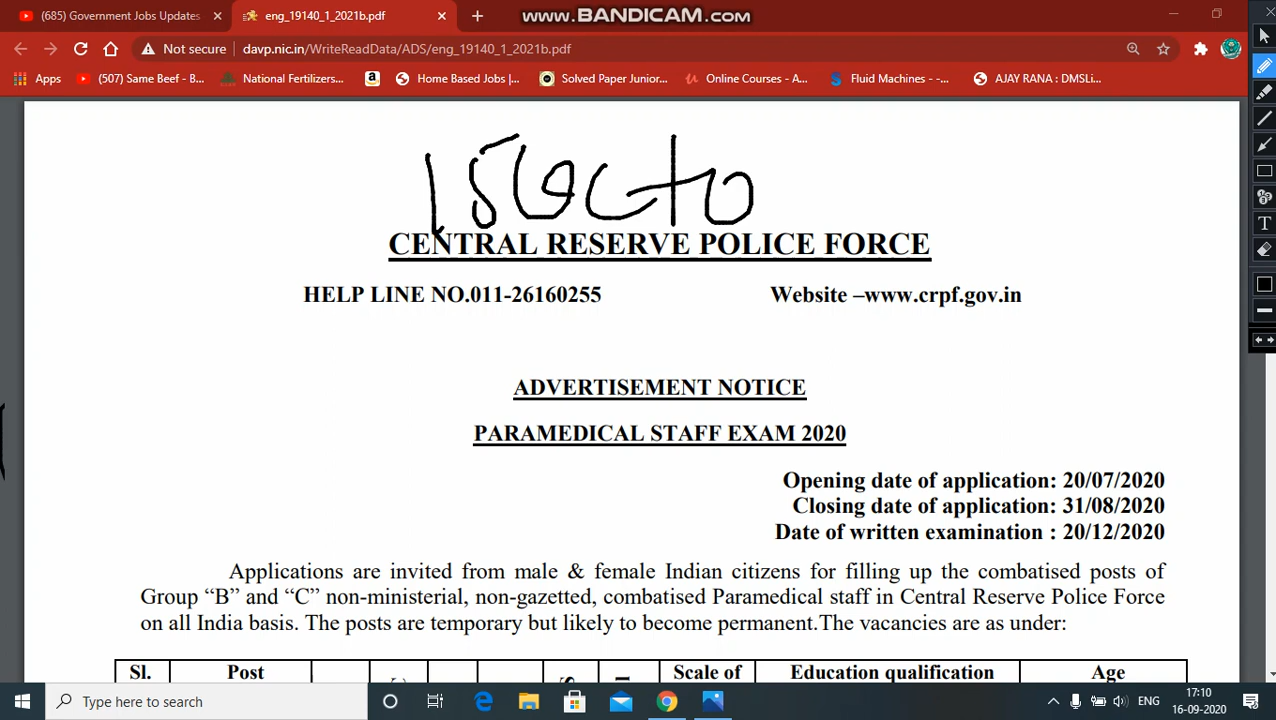 (685) Government Jobs Updates
eng_19140_1_2021b.pdf
www.BANDICAM.com
Not secure
davp.nic.in/WriteReadData/ADS/eng_19140_1_2021b.pdf
Apps
(507) Same Beef - B...
National Fertilizers...
Home Based Jobs |...
Solved Paper Junior...
Online Courses - A...
Fluid Machines - -...
AJAY RANA : DMSLi...
CENTRAL RESERVE POLICE FORCE
HELP LINE NO.011-26160255
Website –www.crpf.gov.in
ADVERTISEMENT NOTICE
PARAMEDICAL STAFF EXAM 2020
Opening date of application: 20/07/2020
Closing date of application: 31/08/2020
Date of written examination : 20/12/2020
Applications are invited from male & female Indian citizens for filling up the combatised posts of
Group “B” and “C” non-ministerial, non-gazetted, combatised Paramedical staff in Central Reserve Police Force
on all India basis. The posts are temporary but likely to become permanent.The vacancies are as under:
Sl.
Post
Scale of
Education qualification
Age
Type here to search
ENG
17:10
16-09-2020